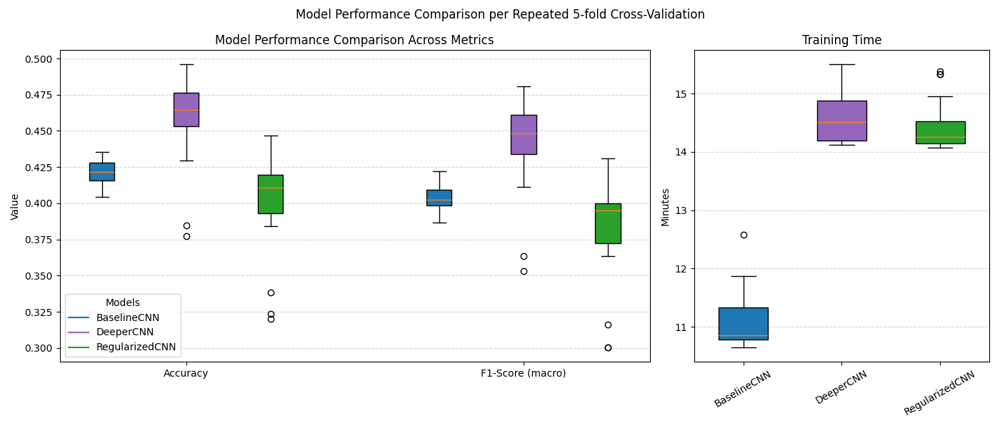 Model Performance Comparison per Repeated 5-fold Cross-Validation
Model Performance Comparison Across Metrics
Value
0.500
0.475
0.450
0.425
0.400
0.375
0.350
0.325
0.300
Models
BaselineCNN
DeeperCNN
RegularizedCNN
Accuracy
F1-Score (macro)
Training Time
Minutes
15
14
13
12
11
BaselineCNN
DeeperCNN
RegularizedCNN